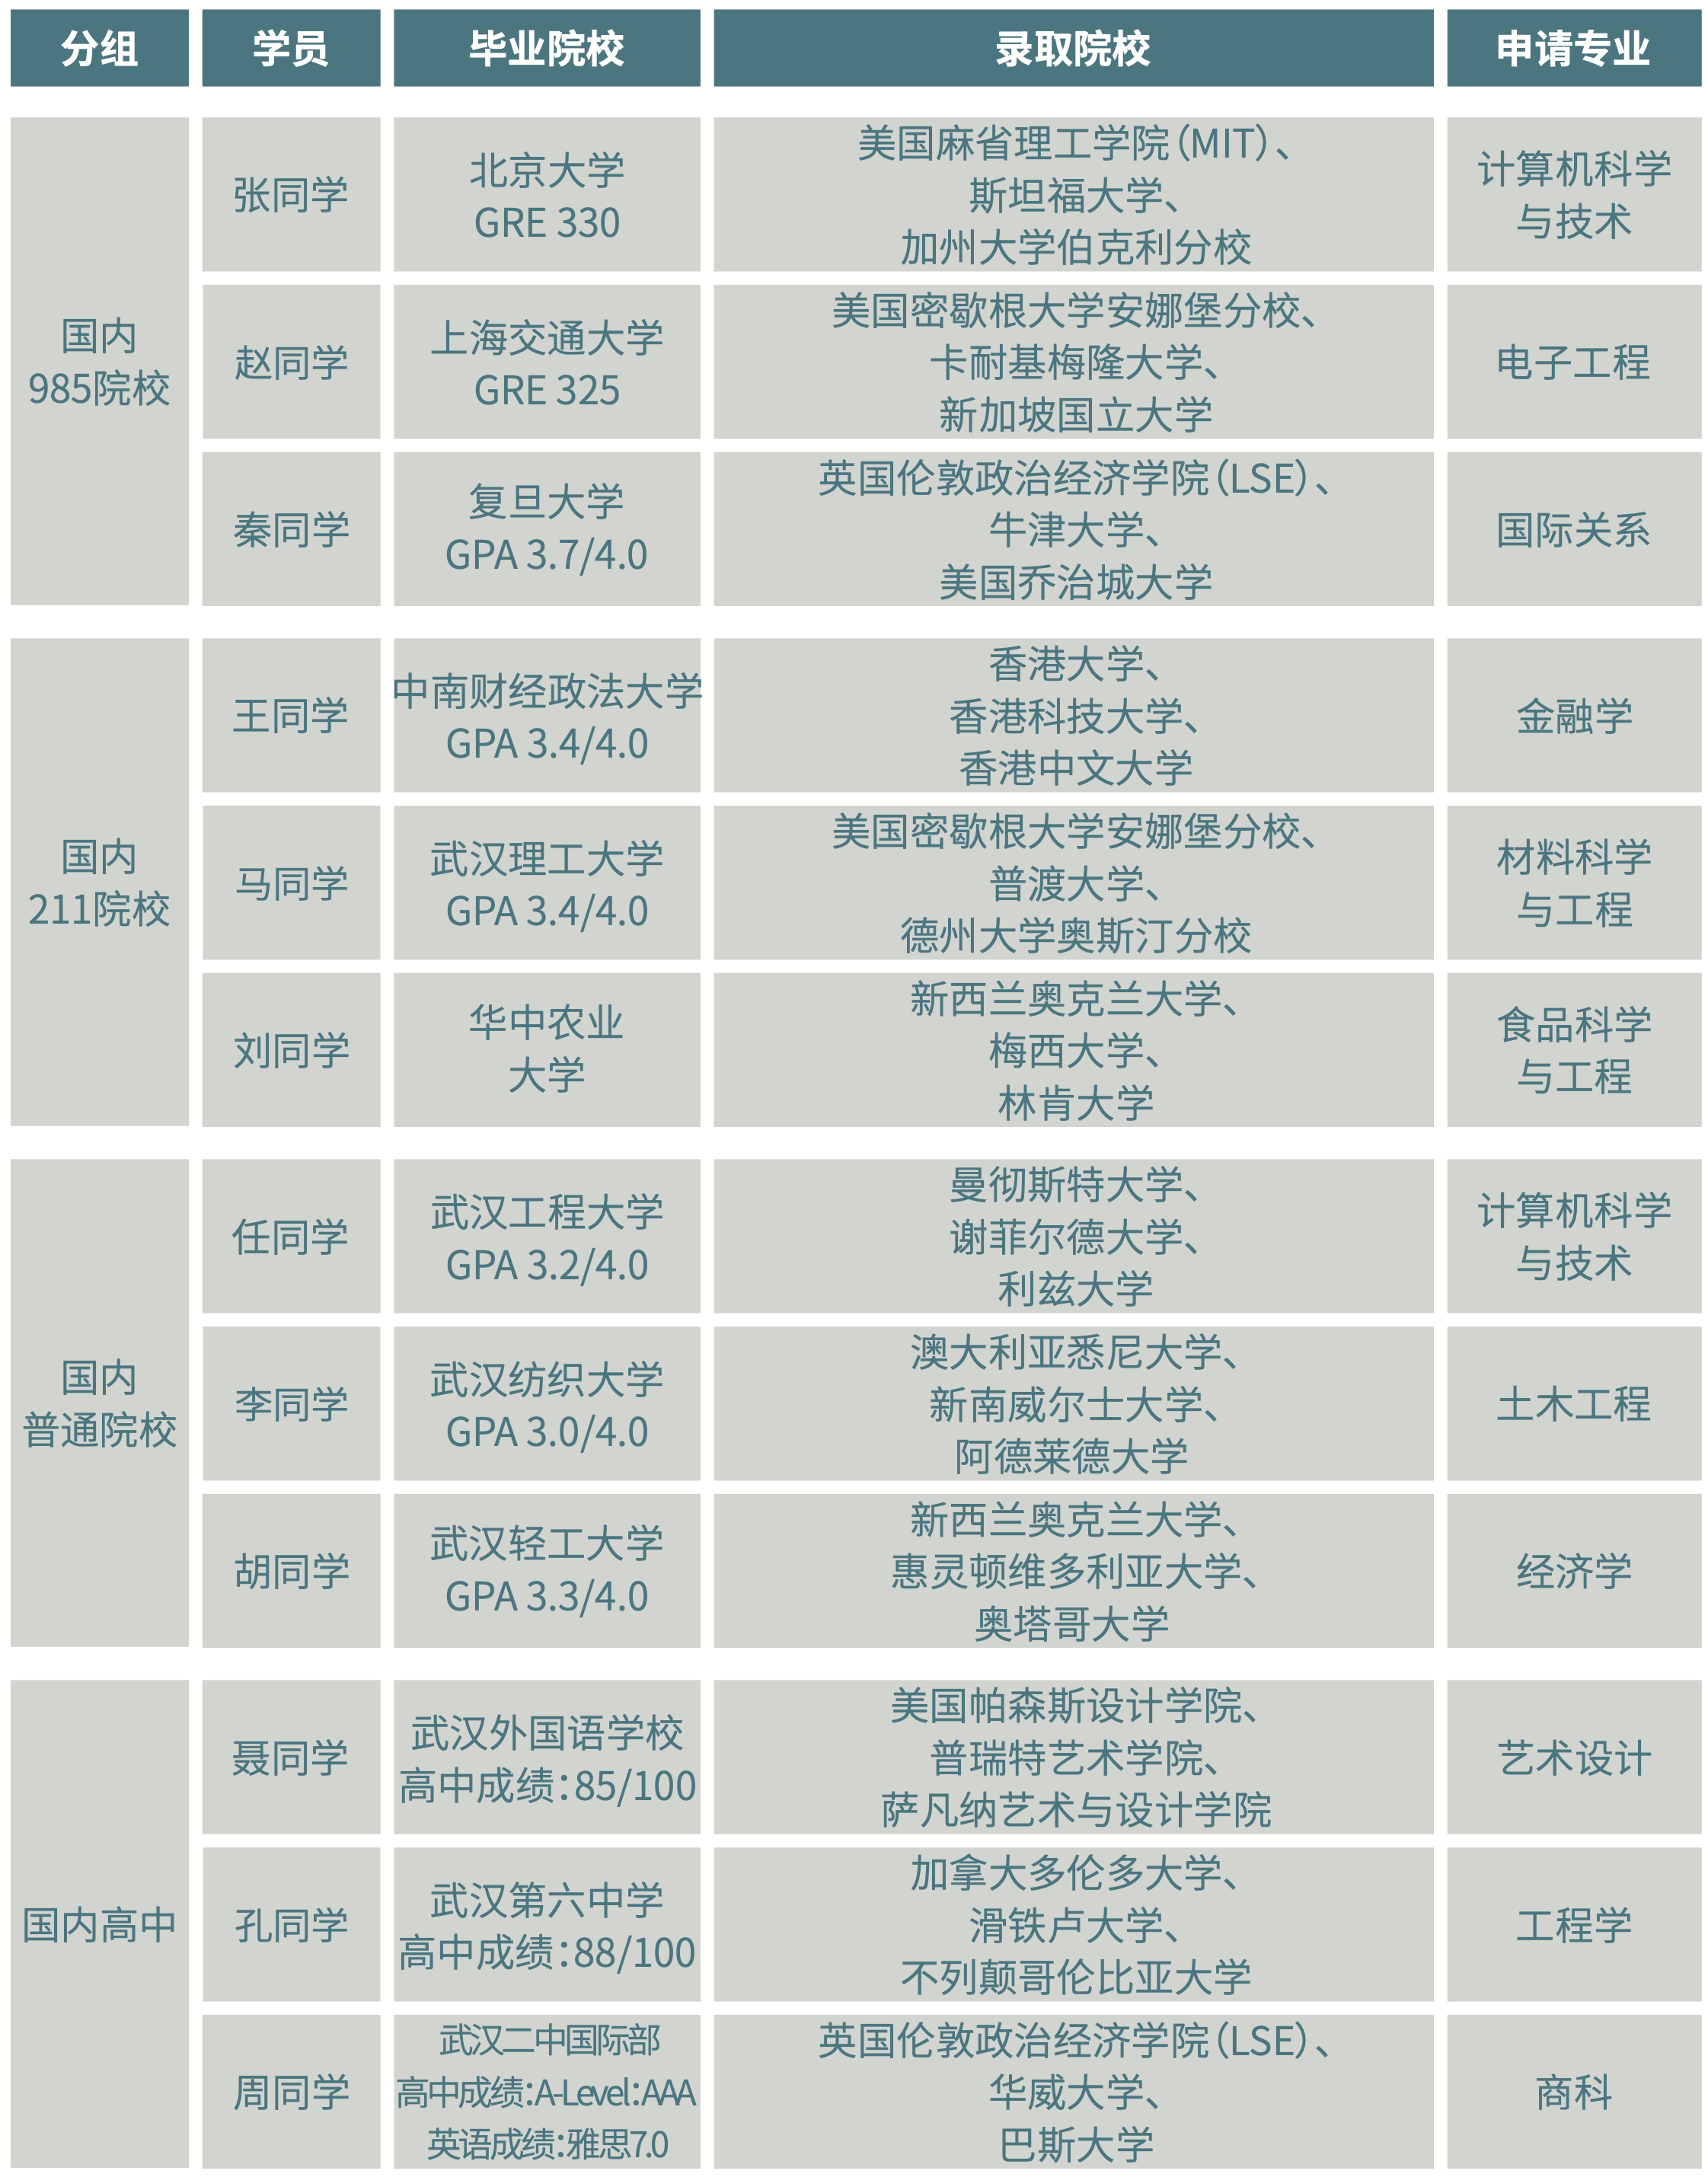 分组 学员 毕业院校 录取院校 申请专业
国内
985院校
张同学
北京大学
GRE 330
美国麻省理工学院（MIT）、
斯坦福大学、
加州大学伯克利分校
计算机科学
与技术
赵同学
上海交通大学
GRE 325
美国密歇根大学安娜堡分校、
卡耐基梅隆大学、
新加坡国立大学
电子工程
秦同学
复旦大学
GPA 3.7/4.0
英国伦敦政治经济学院（LSE）、
牛津大学、
美国乔治城大学
国际关系
国内
211院校
王同学
中南财经政法大学
GPA 3.4/4.0
香港大学、
香港科技大学、
香港中文大学
金融学
马同学
武汉理工大学
GPA 3.4/4.0
美国密歇根大学安娜堡分校、
普渡大学、
德州大学奥斯汀分校
材料科学
与工程
刘同学
华中农业
大学
新西兰奥克兰大学、
梅西大学、
林肯大学
食品科学
与工程
国内
普通院校
任同学
武汉工程大学
GPA 3.2/4.0
曼彻斯特大学、
谢菲尔德大学、
利兹大学
计算机科学
与技术
李同学
武汉纺织大学
GPA 3.0/4.0
澳大利亚悉尼大学、
新南威尔士大学、
阿德莱德大学
土木工程
胡同学
武汉轻工大学
GPA 3.3/4.0
新西兰奥克兰大学、
惠灵顿维多利亚大学、
奥塔哥大学
经济学
国内高中
聂同学
武汉外国语学校
高中成绩：85/100
美国帕森斯设计学院、
普瑞特艺术学院、
萨凡纳艺术与设计学院
艺术设计
孔同学
武汉第六中学
高中成绩：88/100
加拿大多伦多大学、
滑铁卢大学、
不列颠哥伦比亚大学
工程学
周同学
武汉二中国际部
高中成绩：A-Level：AAA
英语成绩：雅思7.0
英国伦敦政治经济学院（LSE）、
华威大学、
巴斯大学
商科